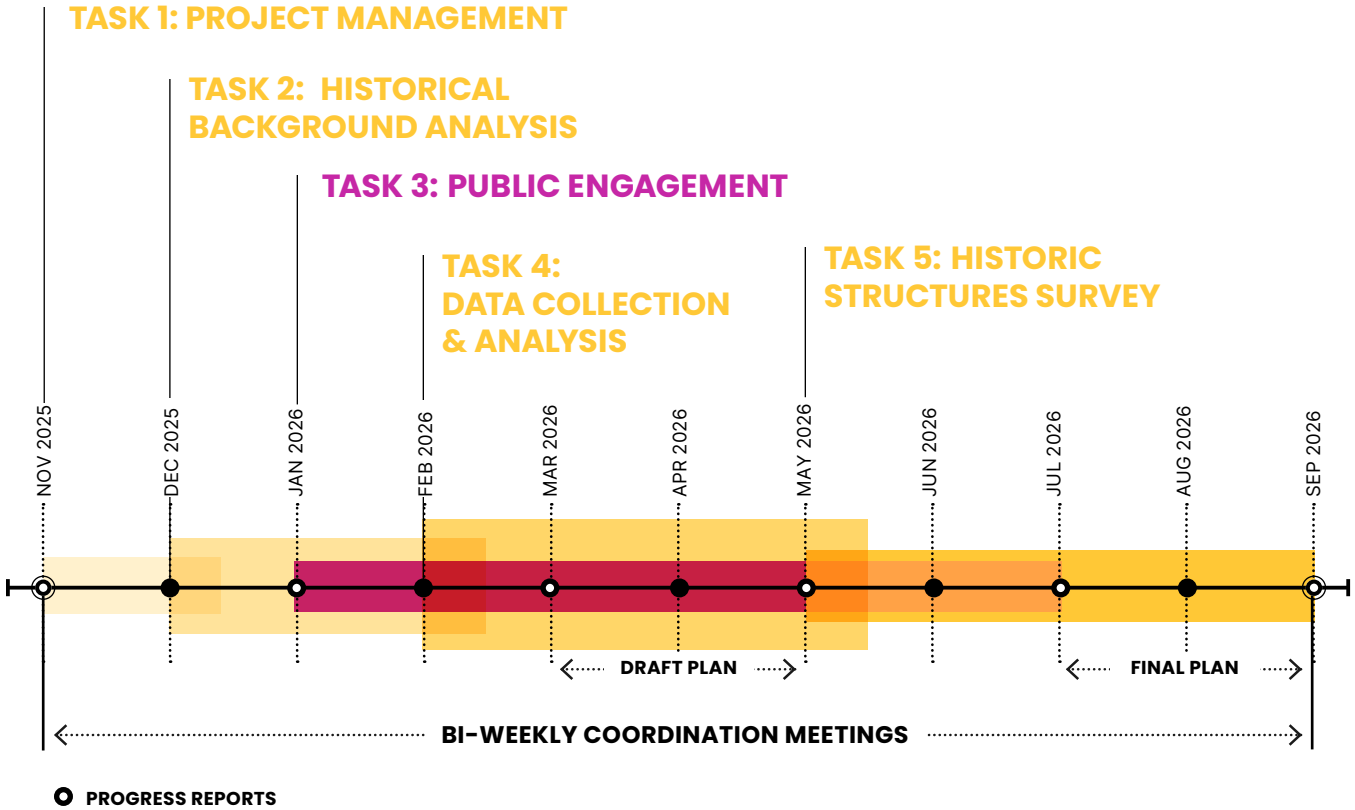 TASK 1: PROJECT MANAGEMENT
TASK 2: HISTORICAL
BACKGROUND ANALYSIS
TASK 3: PUBLIC ENGAGEMENT
TASK 4:
DATA COLLECTION
& ANALYSIS
TASK 5: HISTORIC
STRUCTURES SURVEY
NOV 2025
DEC 2025
JAN 2026
FEB 2026
MAR 2026
APR 2026
MAY 2026
JUN 2026
JUL 2026
AUG 2026
SEP 2026
DRAFT PLAN
FINAL PLAN
BI-WEEKLY COORDINATION MEETINGS
PROGRESS REPORTS